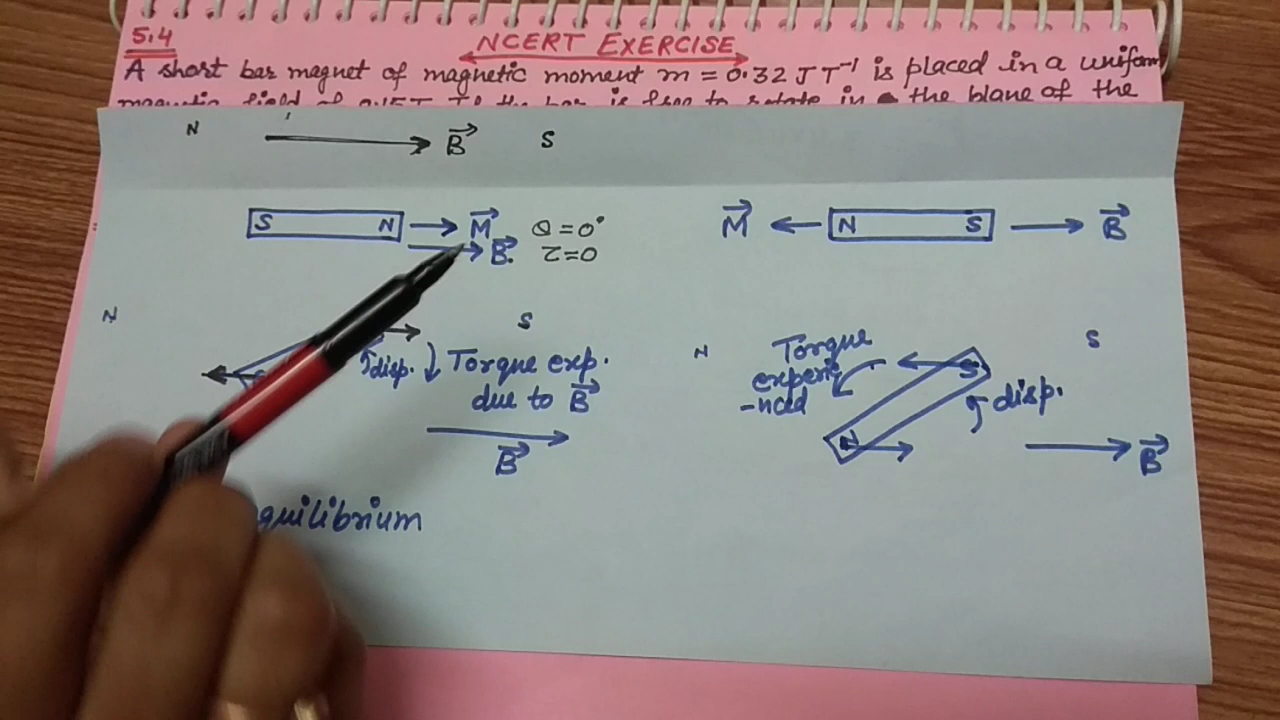 5.4
NCERT EXERCISE
A short bar magnet of magnetic moment m = 0.32 J T⁻¹ is placed in a uniform
N B⃗ S
S N M⃗ θ = 0°
B⃗. τ = 0
M⃗ N S B⃗
N S
disp. Torque exp.
due to B⃗
B⃗
quilibrium
N S
Torque
experie
-nced
S
disp.
N
B⃗